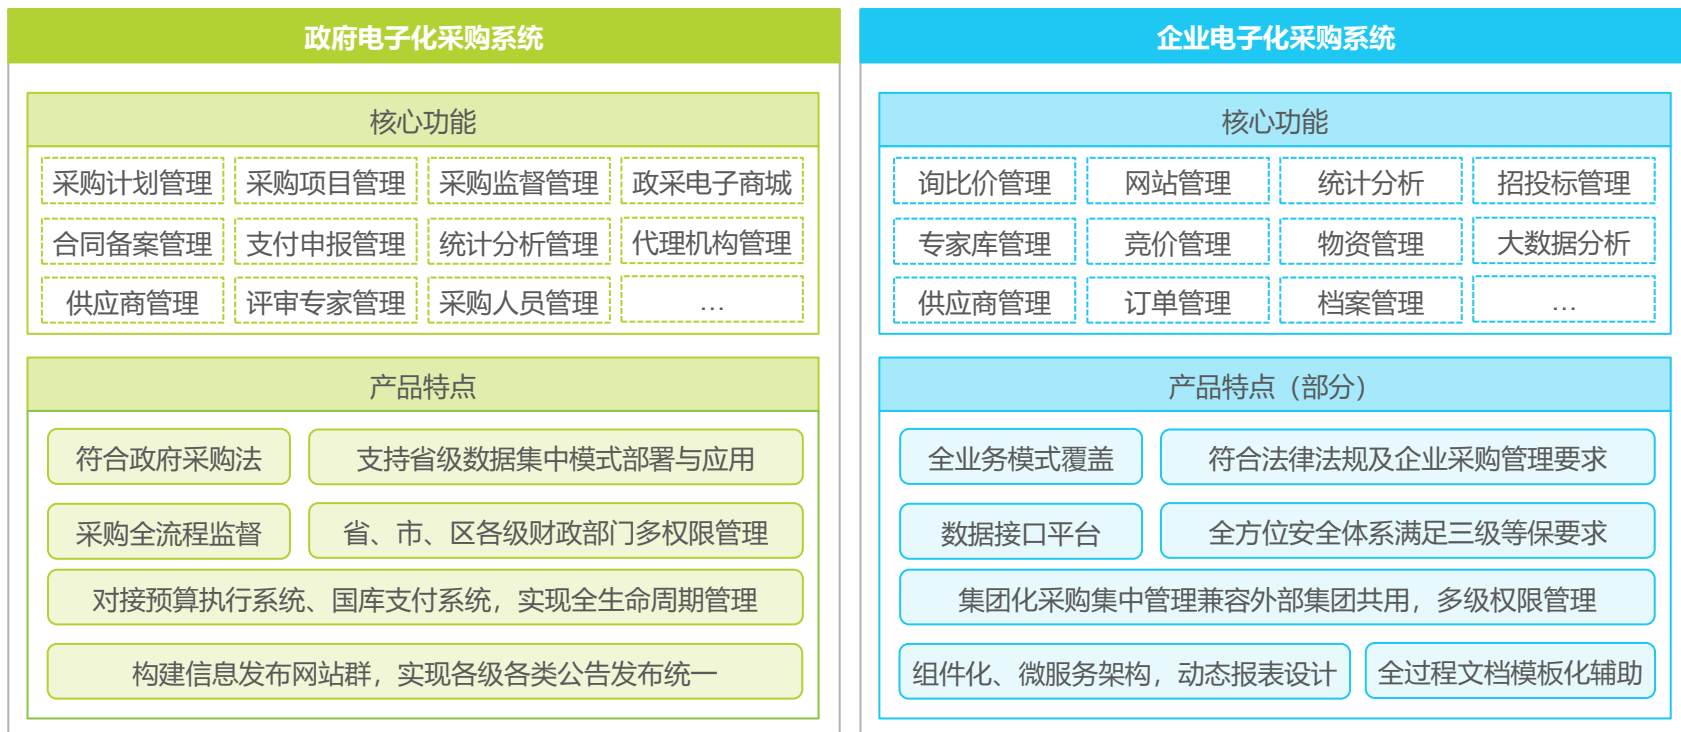 政府电子化采购系统
核心功能
采购计划管理 采购项目管理 采购监督管理 政采电子商城
合同备案管理 支付申报管理 统计分析管理 代理机构管理
供应商管理 评审专家管理 采购人员管理 …
产品特点
符合政府采购法 支持省级数据集中模式部署与应用
采购全流程监督 省、市、区各级财政部门多权限管理
对接预算执行系统、国库支付系统，实现全生命周期管理
构建信息发布网站群，实现各级各类公告发布统一
企业电子化采购系统
核心功能
询比价管理 网站管理 统计分析 招投标管理
专家库管理 竞价管理 物资管理 大数据分析
供应商管理 订单管理 档案管理 …
产品特点（部分）
全业务模式覆盖 符合法律法规及企业采购管理要求
数据接口平台 全方位安全体系满足三级等保要求
集团化采购集中管理兼容外部集团共用，多级权限管理
组件化、微服务架构，动态报表设计 全过程文档模板化辅助